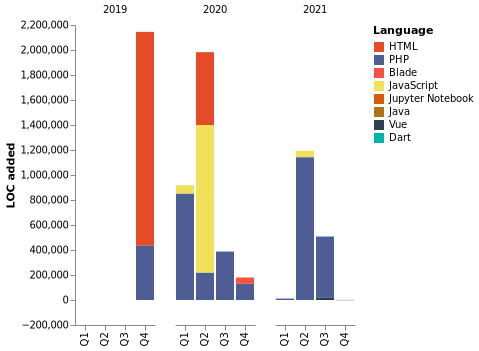 2019 2020 2021
Language
HTML
PHP
Blade
JavaScript
Jupyter Notebook
Java
Vue
Dart
LOC added
2,200,000
2,000,000
1,800,000
1,600,000
1,400,000
1,200,000
1,000,000
800,000
600,000
400,000
200,000
0
−200,000
Q1 Q2 Q3 Q4 Q1 Q2 Q3 Q4 Q1 Q2 Q3 Q4